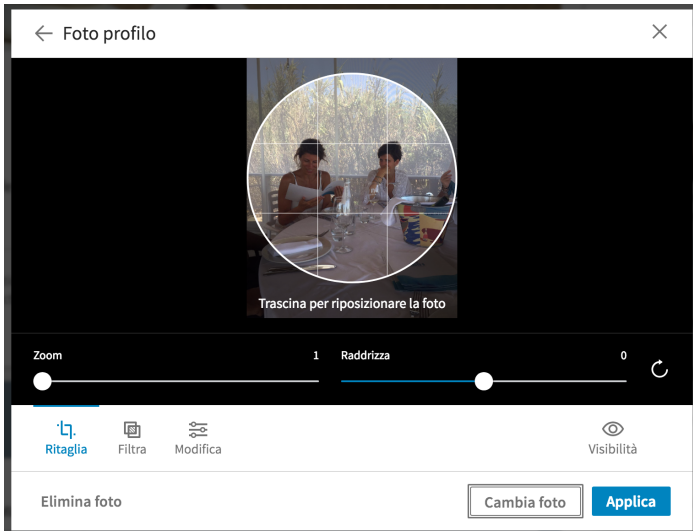 Foto profilo
Trascina per riposizionare la foto
Zoom 1 Raddrizza 0
Ritaglia Filtra Modifica Visibilità
Elimina foto Cambia foto Applica